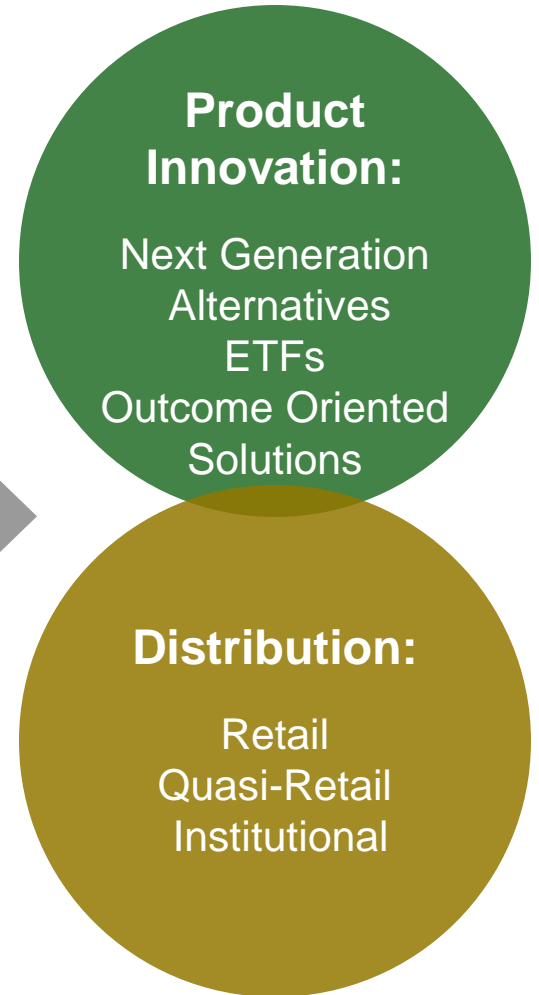 Product
Innovation:
Next Generation
Alternatives
ETFs
Outcome Oriented
Solutions
Distribution:
Retail
Quasi-Retail
Institutional